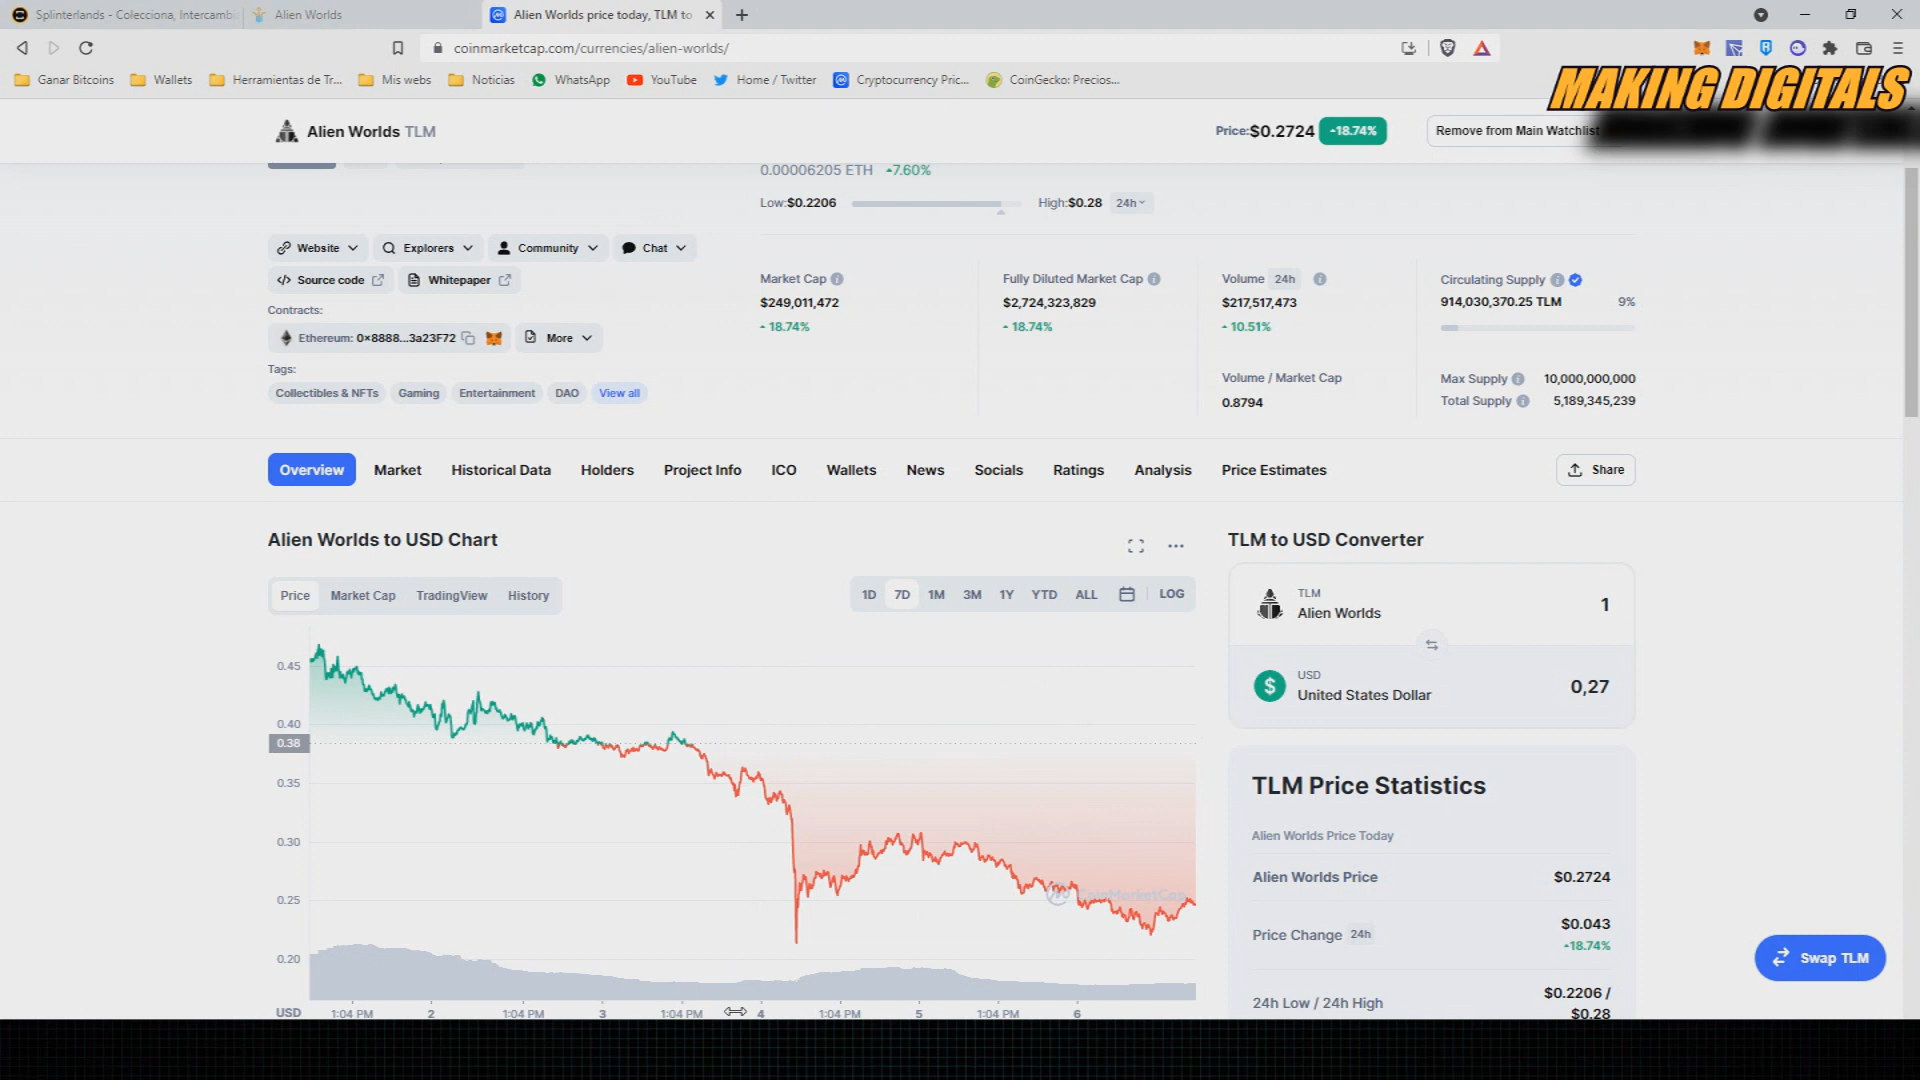 Splinterlands - Colecciona, Intercambi
Alien Worlds
Alien Worlds price today, TLM to
coinmarketcap.com/currencies/alien-worlds/
Ganar Bitcoins
Wallets
Herramientas de Tr...
Mis webs
Noticias
WhatsApp
YouTube
Home / Twitter
Cryptocurrency Pric...
CoinGecko: Precios...
MAKING DIGITALS
Alien Worlds TLM
Price:$0.2724
18.74%
Remove from Main Watchlist
0.00006205 ETH
7.60%
Low:$0.2206
High:$0.28
24h
Website
Explorers
Community
Chat
Source code
Whitepaper
Contracts:
Ethereum: 0x8888...3a23F72
More
Tags:
Collectibles & NFTs
Gaming
Entertainment
DAO
View all
Market Cap
$249,011,472
18.74%
Fully Diluted Market Cap
$2,724,323,829
18.74%
Volume 24h
$217,517,473
10.51%
Volume / Market Cap
0.8794
Circulating Supply
914,030,370.25 TLM
9%
Max Supply
10,000,000,000
Total Supply
5,189,345,239
Overview
Market
Historical Data
Holders
Project Info
ICO
Wallets
News
Socials
Ratings
Analysis
Price Estimates
Share
Alien Worlds to USD Chart
Price
Market Cap
TradingView
History
1D
7D
1M
3M
1Y
YTD
ALL
LOG
0.45
0.40
0.38
0.35
0.30
0.25
0.20
CoinMarketCap
USD
1:04 PM
2
1:04 PM
3
1:04 PM
4
1:04 PM
5
1:04 PM
6
TLM to USD Converter
TLM
Alien Worlds
1
USD
United States Dollar
0,27
TLM Price Statistics
Alien Worlds Price Today
Alien Worlds Price
$0.2724
Price Change 24h
$0.043
18.74%
24h Low / 24h High
$0.2206 /
$0.28
Swap TLM